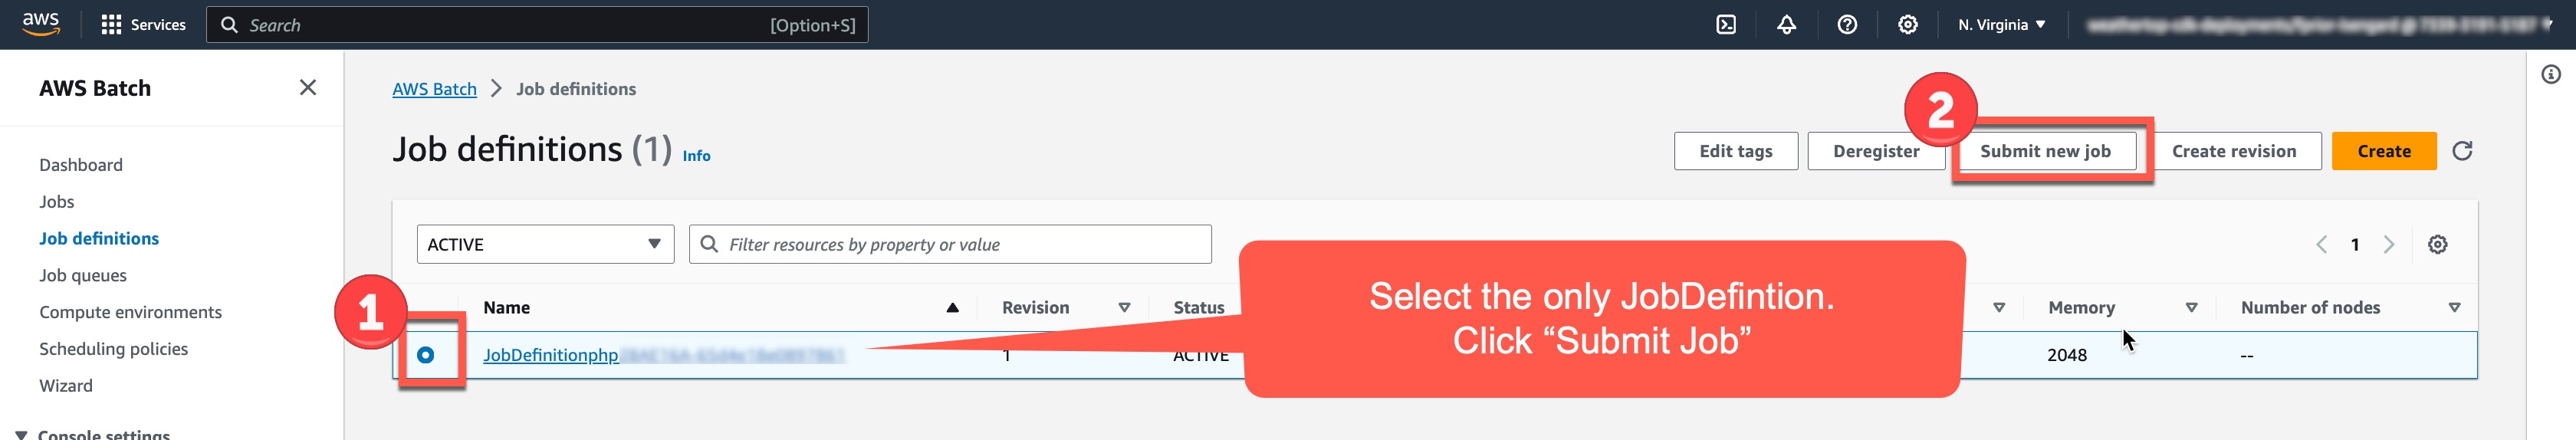 aws
Services
Search
[Option+S]
N. Virginia
AWS Batch
Dashboard
Jobs
Job definitions
Job queues
Compute environments
Scheduling policies
Wizard
Console settings
AWS Batch > Job definitions
Job definitions (1) Info
Edit tags
Deregister
2
Submit new job
Create revision
Create
ACTIVE
Filter resources by property or value
1
1
Name
Revision
Status
Memory
Number of nodes
JobDefinitionphp
1
ACTIVE
2048
--
Select the only JobDefintion.
Click “Submit Job”